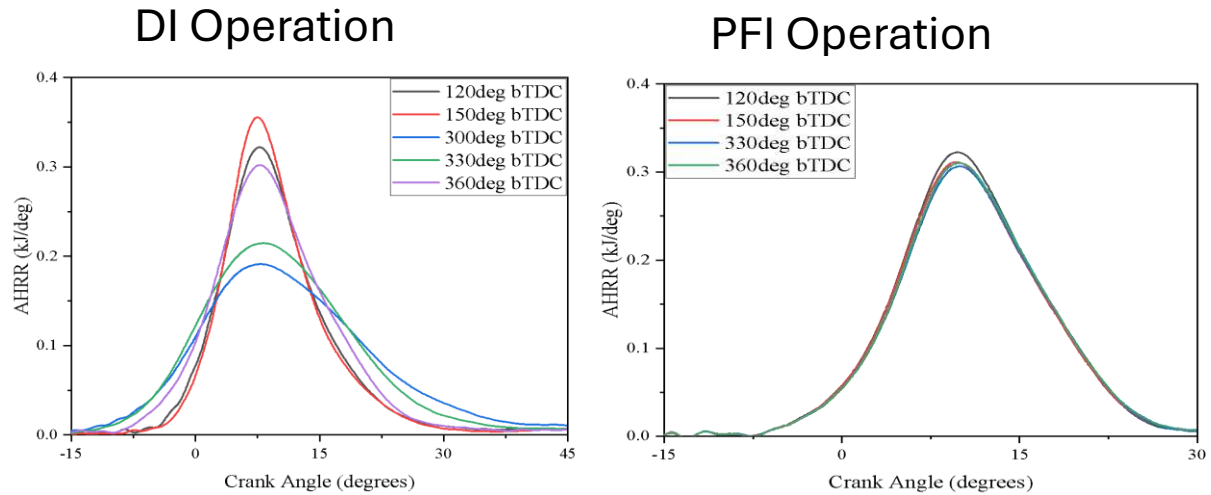 DI Operation
0.4
0.3
0.2
0.1
0.0
AHRR (kJ/deg)
120deg bTDC
150deg bTDC
300deg bTDC
330deg bTDC
360deg bTDC
-15
0
15
30
45
Crank Angle (degrees)
PFI Operation
0.4
0.3
0.2
0.1
0.0
AHRR (kJ/deg)
120deg bTDC
150deg bTDC
330deg bTDC
360deg bTDC
-15
0
15
30
Crank Angle (degrees)